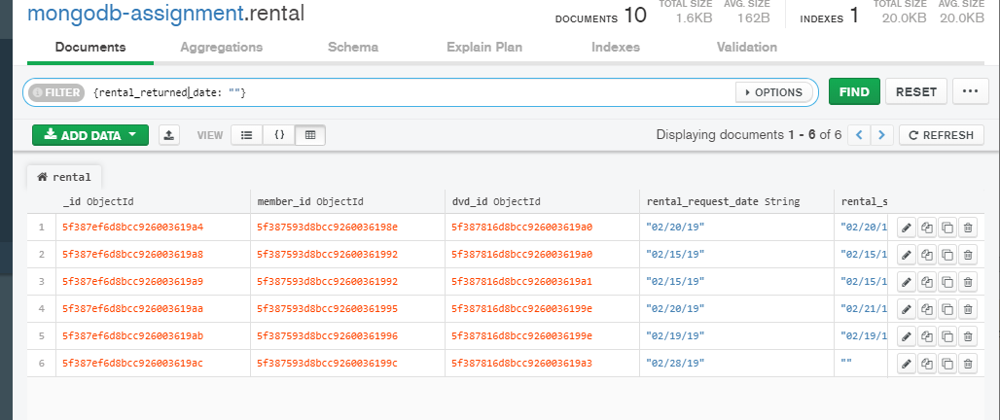 mongodb-assignment.rental
DOCUMENTS 10 TOTAL SIZE 1.6KB AVG. SIZE 162B INDEXES 1 TOTAL SIZE 20.0KB AVG. SIZE 20.0KB
Documents Aggregations Schema Explain Plan Indexes Validation
FILTER {rental_returned_date: ""} OPTIONS FIND RESET ...
ADD DATA VIEW {} Displaying documents 1 - 6 of 6 < > REFRESH
rental
_id ObjectId member_id ObjectId dvd_id ObjectId rental_request_date String rental_s
1 5f387ef6d8bcc926003619a4 5f387593d8bcc9260036198e 5f387816d8bcc926003619a0 "02/20/19" "02/20/1
2 5f387ef6d8bcc926003619a8 5f387593d8bcc92600361992 5f387816d8bcc926003619a0 "02/15/19" "02/15/1
3 5f387ef6d8bcc926003619a9 5f387593d8bcc92600361992 5f387816d8bcc926003619a1 "02/15/19" "02/15/1
4 5f387ef6d8bcc926003619aa 5f387593d8bcc92600361995 5f387816d8bcc9260036199e "02/20/19" "02/21/1
5 5f387ef6d8bcc926003619ab 5f387593d8bcc92600361996 5f387816d8bcc9260036199e "02/19/19" "02/19/1
6 5f387ef6d8bcc926003619ac 5f387593d8bcc9260036199c 5f387816d8bcc926003619a3 "02/28/19" ""